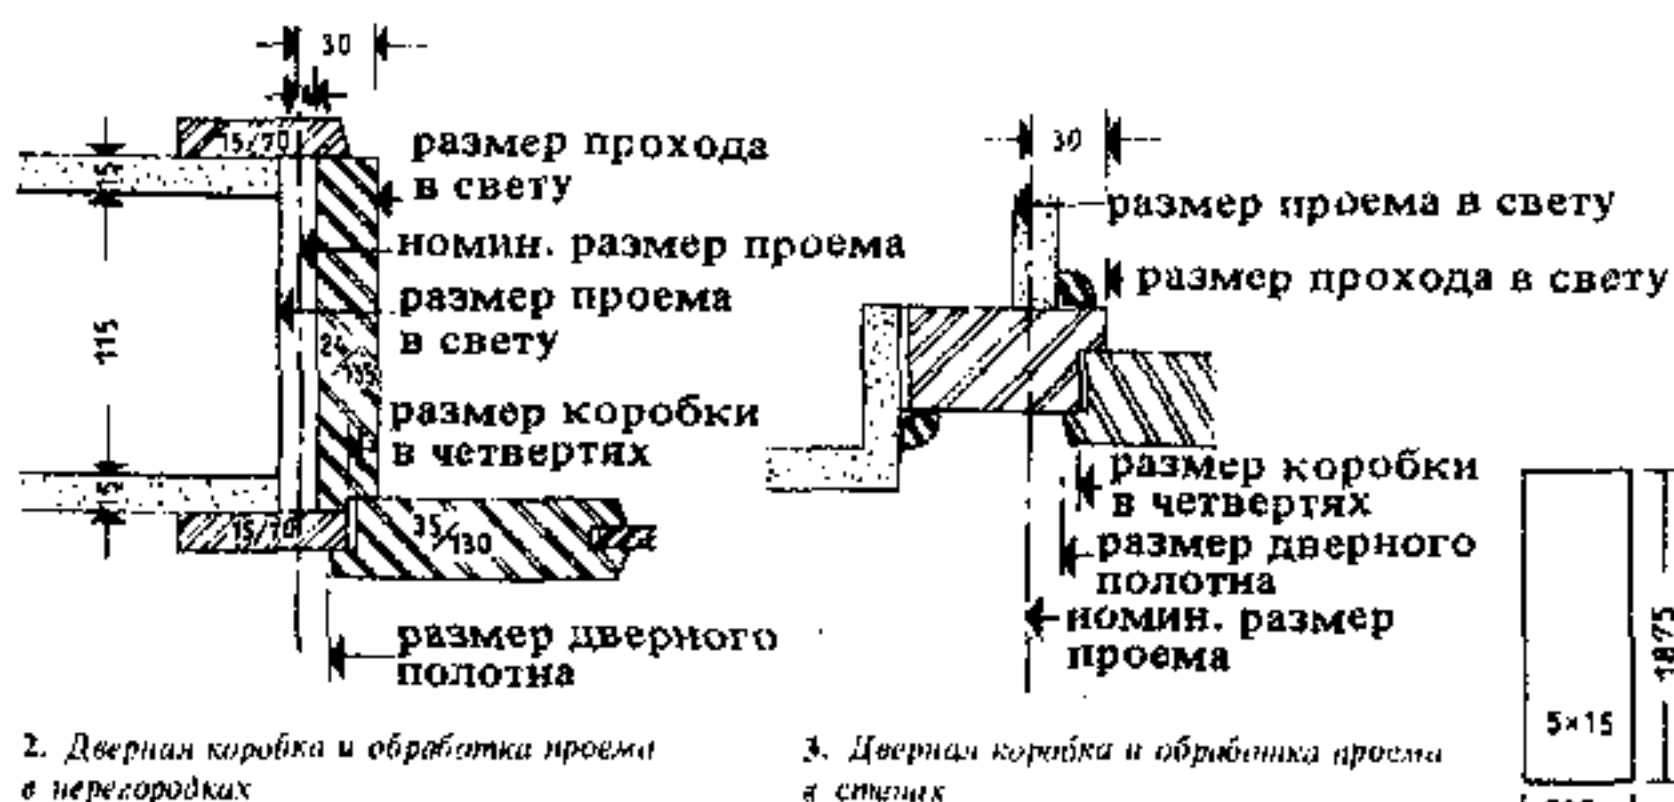 30
15/70
размер прохода
в свету
15
номин. размер проема
размер проема
в свету
115
24
размер коробки
в четвертях
15
15/70
35/130
размер дверного
полотна
2. Дверная коробка и обработка проема
в перегородках
30
размер проема в свету
размер прохода в свету
размер коробки
в четвертях
размер дверного
полотна
номин. размер
проема
3. Дверная коробка и обработка проема
в стенах
1875
5×15